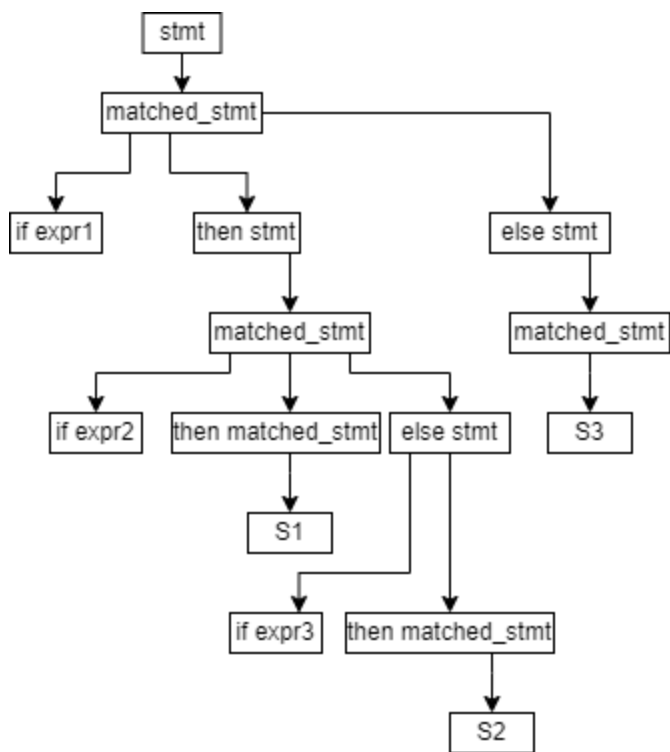 stmt
matched_stmt
if expr1
then stmt
else stmt
matched_stmt
matched_stmt
if expr2
then matched_stmt
else stmt
S3
S1
if expr3
then matched_stmt
S2